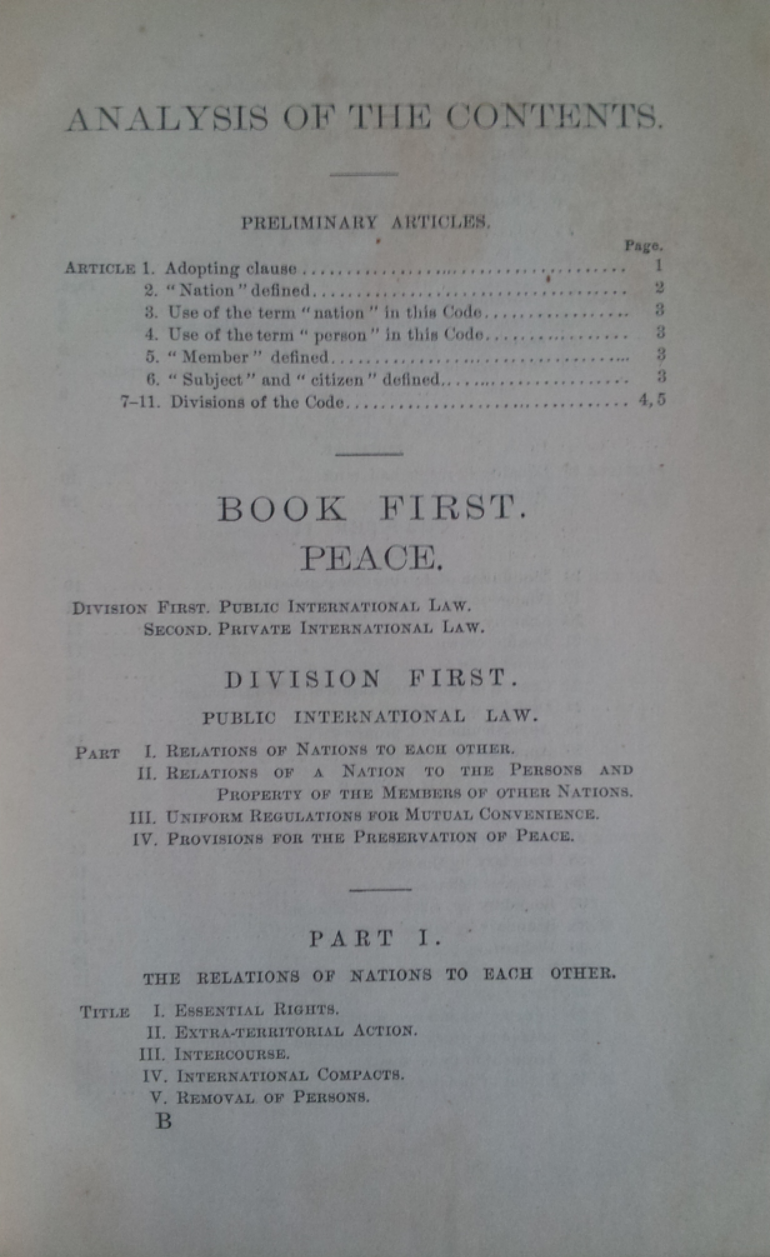 ANALYSIS OF THE CONTENTS.
PRELIMINARY ARTICLES.
Page.
ARTICLE 1. Adopting clause ........................................ 1
2. “Nation” defined........................................ 2
3. Use of the term “nation” in this Code.................. 3
4. Use of the term “person” in this Code.................. 3
5. “Member” defined...................................... 3
6. “Subject” and “citizen” defined........................ 3
7–11. Divisions of the Code................................... 4, 5
BOOK FIRST.
PEACE.
DIVISION FIRST. PUBLIC INTERNATIONAL LAW.
SECOND. PRIVATE INTERNATIONAL LAW.
DIVISION FIRST.
PUBLIC INTERNATIONAL LAW.
PART I. RELATIONS OF NATIONS TO EACH OTHER.
II. RELATIONS OF A NATION TO THE PERSONS AND
PROPERTY OF THE MEMBERS OF OTHER NATIONS.
III. UNIFORM REGULATIONS FOR MUTUAL CONVENIENCE.
IV. PROVISIONS FOR THE PRESERVATION OF PEACE.
PART I.
THE RELATIONS OF NATIONS TO EACH OTHER.
TITLE I. ESSENTIAL RIGHTS.
II. EXTRA-TERRITORIAL ACTION.
III. INTERCOURSE.
IV. INTERNATIONAL COMPACTS.
V. REMOVAL OF PERSONS.
B